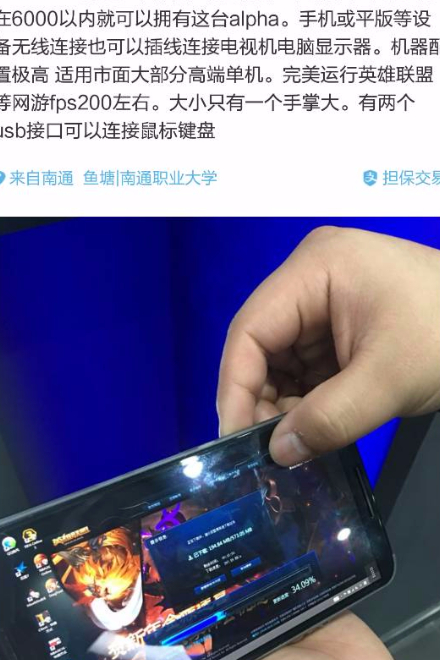 在6000以内就可以拥有这台alpha。手机或平版等设
备无线连接也可以插线连接电视机电脑显示器。机器配
置极高 适用市面大部分高端单机。完美运行英雄联盟
等网游fps200左右。大小只有一个手掌大。有两个
usb接口可以连接鼠标键盘
来自南通 鱼塘|南通职业大学
担保交易
34.09%